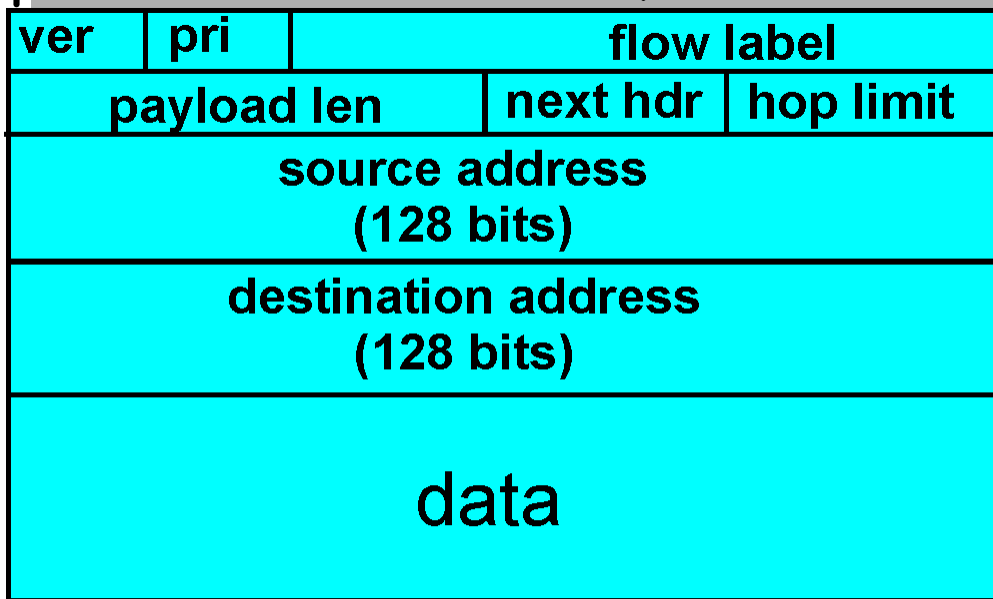 ver pri flow label
payload len next hdr hop limit
source address
(128 bits)
destination address
(128 bits)
data